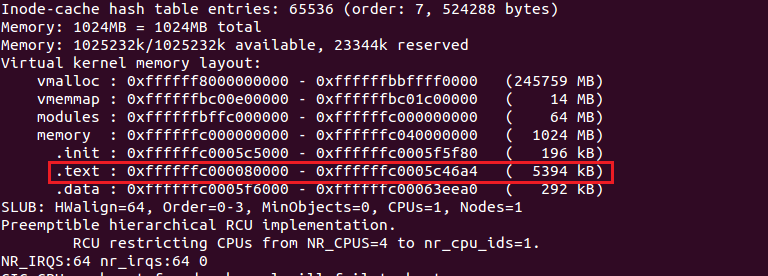 Inode-cache hash table entries: 65536 (order: 7, 524288 bytes)
Memory: 1024MB = 1024MB total
Memory: 1025232k/1025232k available, 23344k reserved
Virtual kernel memory layout:
    vmalloc : 0xffffff8000000000 - 0xffffffbbffff0000   (245759 MB)
    vmemmap : 0xffffffbc00e00000 - 0xffffffbc01c00000   (    14 MB)
    modules : 0xffffffbffc000000 - 0xffffffc000000000   (    64 MB)
    memory  : 0xffffffc000000000 - 0xffffffc040000000   (  1024 MB)
      .init : 0xffffffc0005c5000 - 0xffffffc0005f5f80   (   196 kB)
      .text : 0xffffffc000080000 - 0xffffffc0005c46a4   (  5394 kB)
      .data : 0xffffffc0005f6000 - 0xffffffc00063eea0   (   292 kB)
SLUB: HWalign=64, Order=0-3, MinObjects=0, CPUs=1, Nodes=1
Preemptible hierarchical RCU implementation.
        RCU restricting CPUs from NR_CPUS=4 to nr_cpu_ids=1.
NR_IRQS:64 nr_irqs:64 0